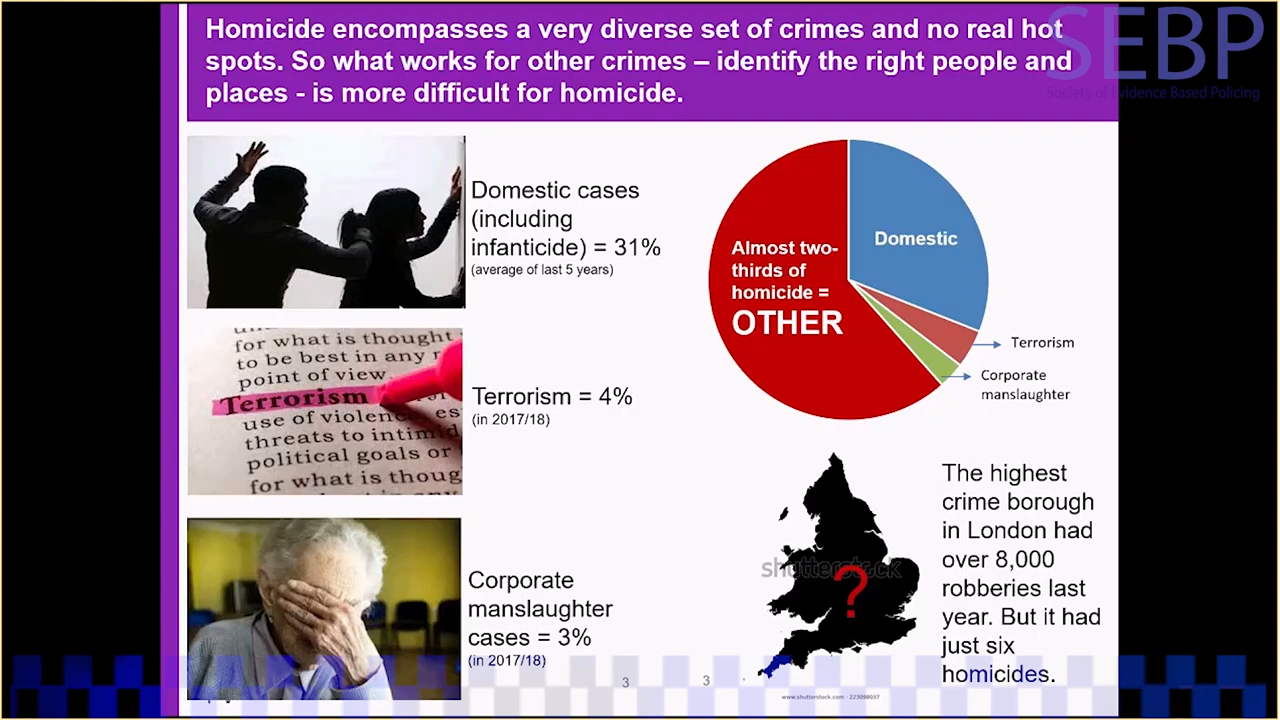 Homicide encompasses a very diverse set of crimes and no real hot
spots. So what works for other crimes – identify the right people and
places - is more difficult for homicide.
SEBP
Society of Evidence Based Policing
Domestic cases
(including
infanticide) = 31%
(average of last 5 years)
Domestic
Almost two-
thirds of
homicide =
OTHER
Terrorism
Corporate
manslaughter
for what is thought
to be best in any
point of view.
Terrorism
use of violence
threats to intimid
political goals or
for what is thoug
Terrorism = 4%
(in 2017/18)
Corporate
manslaughter
cases = 3%
(in 2017/18)
shutterstock
?
The highest
crime borough
in London had
over 8,000
robberies last
year. But it had
just six
homicides.
3
3
www.shutterstock.com · 223098037